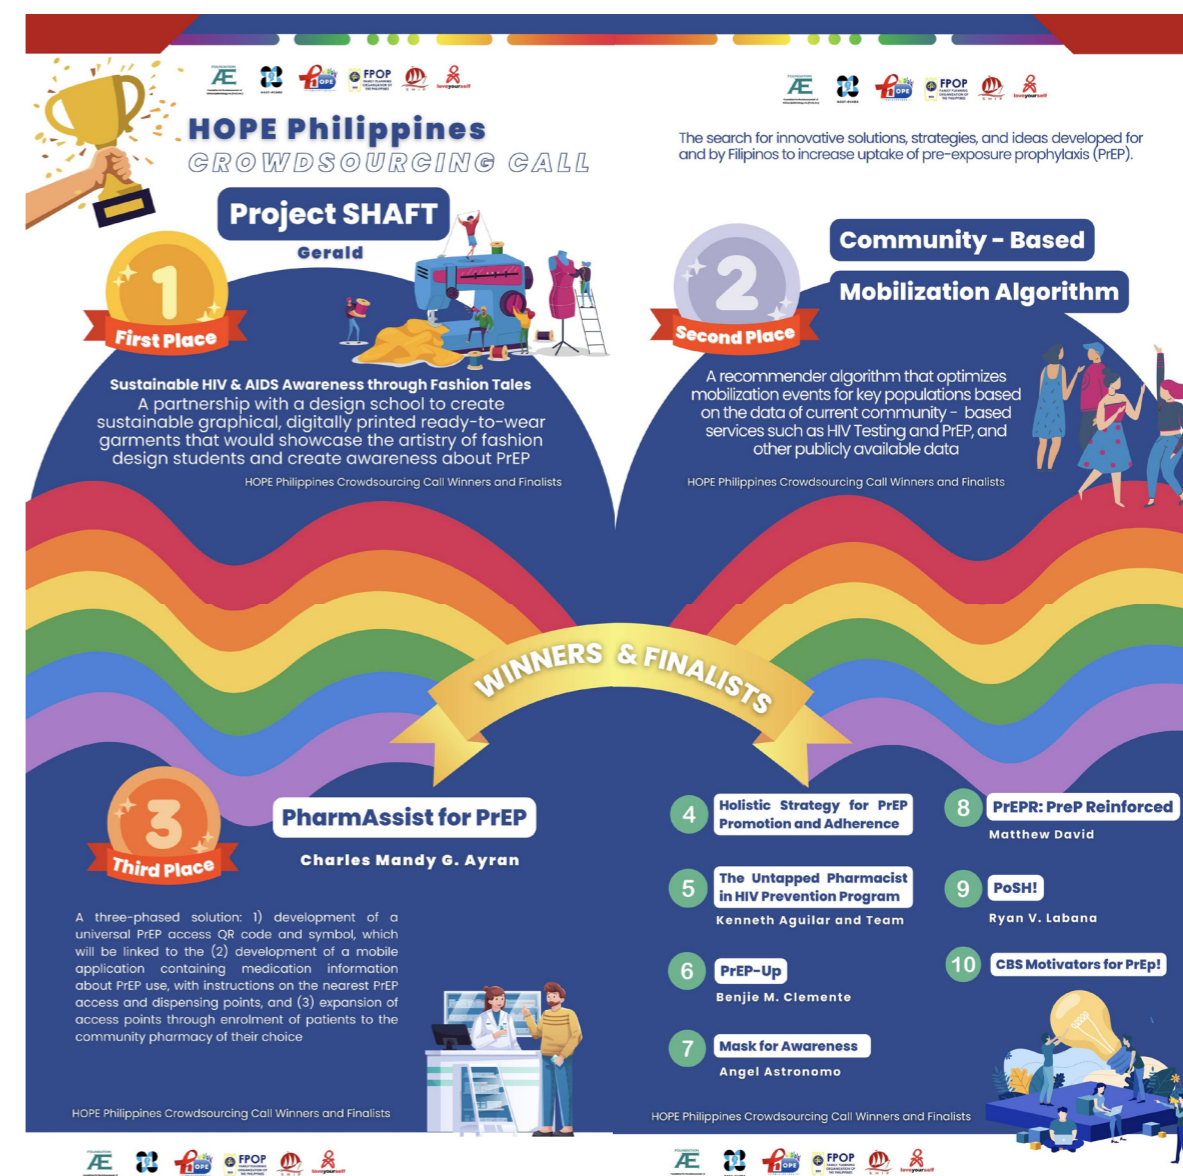 FPOP
HOPE Philippines
CROWDSOURCING CALL
Project SHAFT
Gerald
1
First Place
Sustainable HIV & AIDS Awareness through Fashion Tales
A partnership with a design school to create
sustainable graphical, digitally printed ready-to-wear
garments that would showcase the artistry of fashion
design students and create awareness about PrEP
HOPE Philippines Crowdsourcing Call Winners and Finalists
FPOP
The search for innovative solutions, strategies, and ideas developed for
and by Filipinos to increase uptake of pre-exposure prophylaxis (PrEP).
2
Second Place
Community - Based
Mobilization Algorithm
A recommender algorithm that optimizes
mobilization events for key populations based
on the data of current community - based
services such as HIV Testing and PrEP, and
other publicly available data
HOPE Philippines Crowdsourcing Call Winners and Finalists
WINNERS & FINALISTS
3
Third Place
PharmAssist for PrEP
Charles Mandy G. Ayran
A three-phased solution: 1) development of a
universal PrEP access QR code and symbol, which
will be linked to the (2) development of a mobile
application containing medication information
about PrEP use, with instructions on the nearest PrEP
access and dispensing points, and (3) expansion of
access points through enrolment of patients to the
community pharmacy of their choice
HOPE Philippines Crowdsourcing Call Winners and Finalists
4
Holistic Strategy for PrEP
Promotion and Adherence
5
The Untapped Pharmacist
in HIV Prevention Program
Kenneth Aguilar and Team
6
PrEP-Up
Benjie M. Clemente
7
Mask for Awareness
Angel Astronomo
8
PrEPR: PreP Reinforced
Matthew David
9
PoSH!
Ryan V. Labana
10
CBS Motivators for PrEp!
HOPE Philippines Crowdsourcing Call Winners and Finalists
FPOP
FPOP